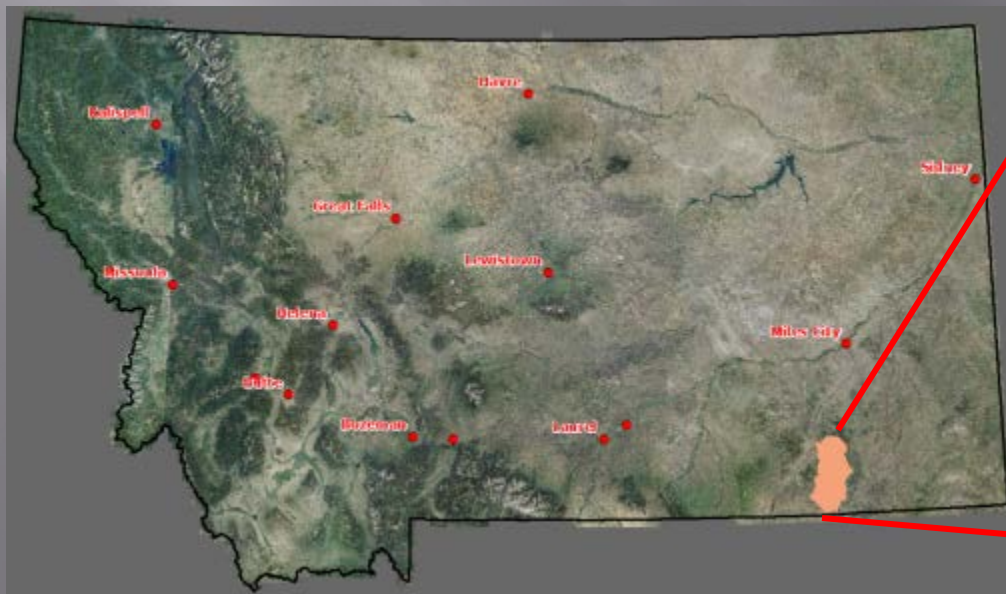 Havre
Kalispell
Sidney
Great Falls
Lewistown
Missoula
Helena
Miles City
Butte
Bozeman
Laurel